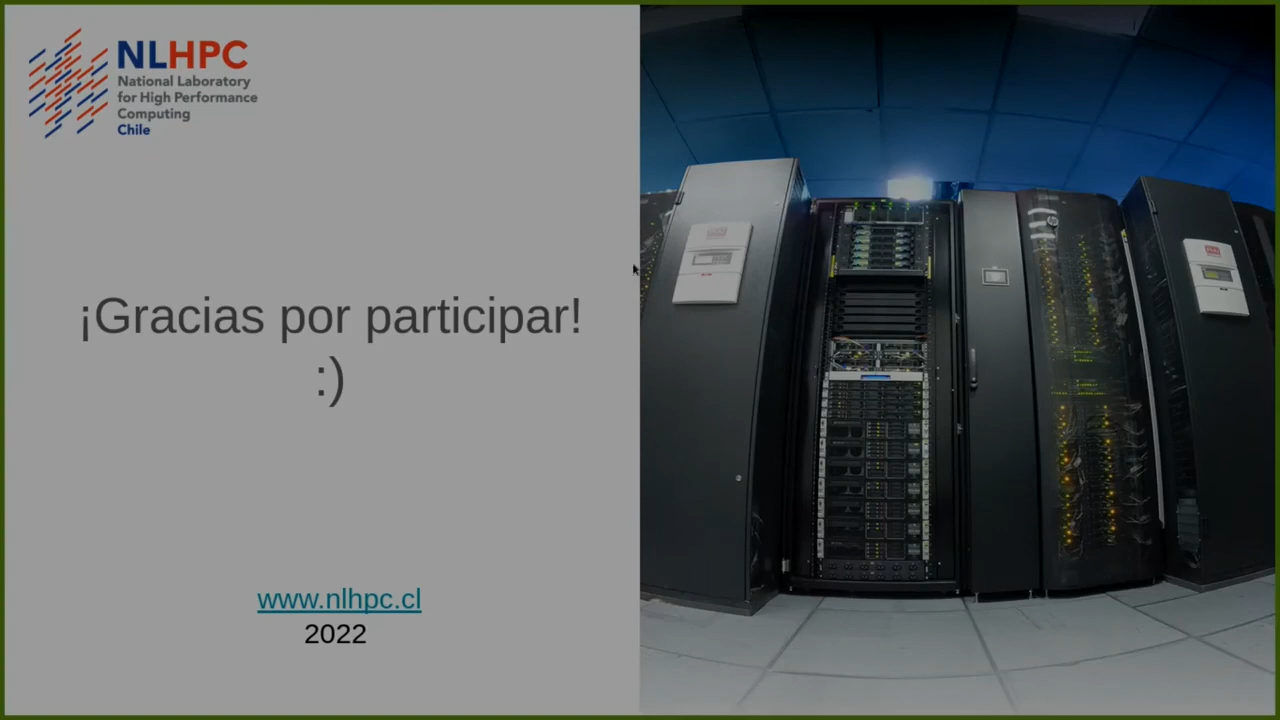 NLHPC
National Laboratory
for High Performance
Computing
Chile
¡Gracias por participar!
:)
www.nlhpc.cl
2022